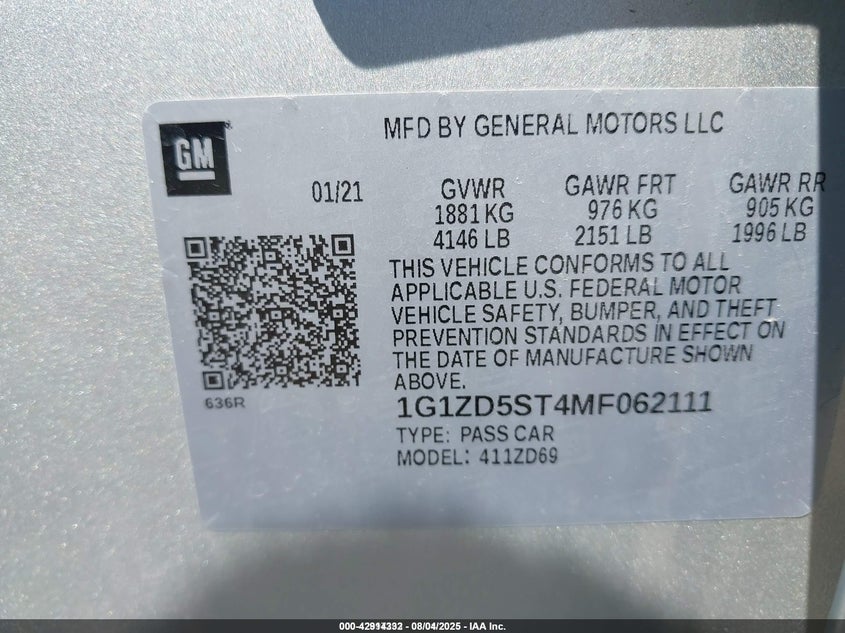 MFD BY GENERAL MOTORS LLC
GM
01/21
GVWR GAWR FRT GAWR RR
1881 KG 976 KG 905 KG
4146 LB 2151 LB 1996 LB
THIS VEHICLE CONFORMS TO ALL
APPLICABLE U.S. FEDERAL MOTOR
VEHICLE SAFETY, BUMPER, AND THEFT
PREVENTION STANDARDS IN EFFECT ON
THE DATE OF MANUFACTURE SHOWN
ABOVE.
636R
1G1ZD5ST4MF062111
TYPE: PASS CAR
MODEL: 411ZD69
08/04/2025 - IAA Inc.